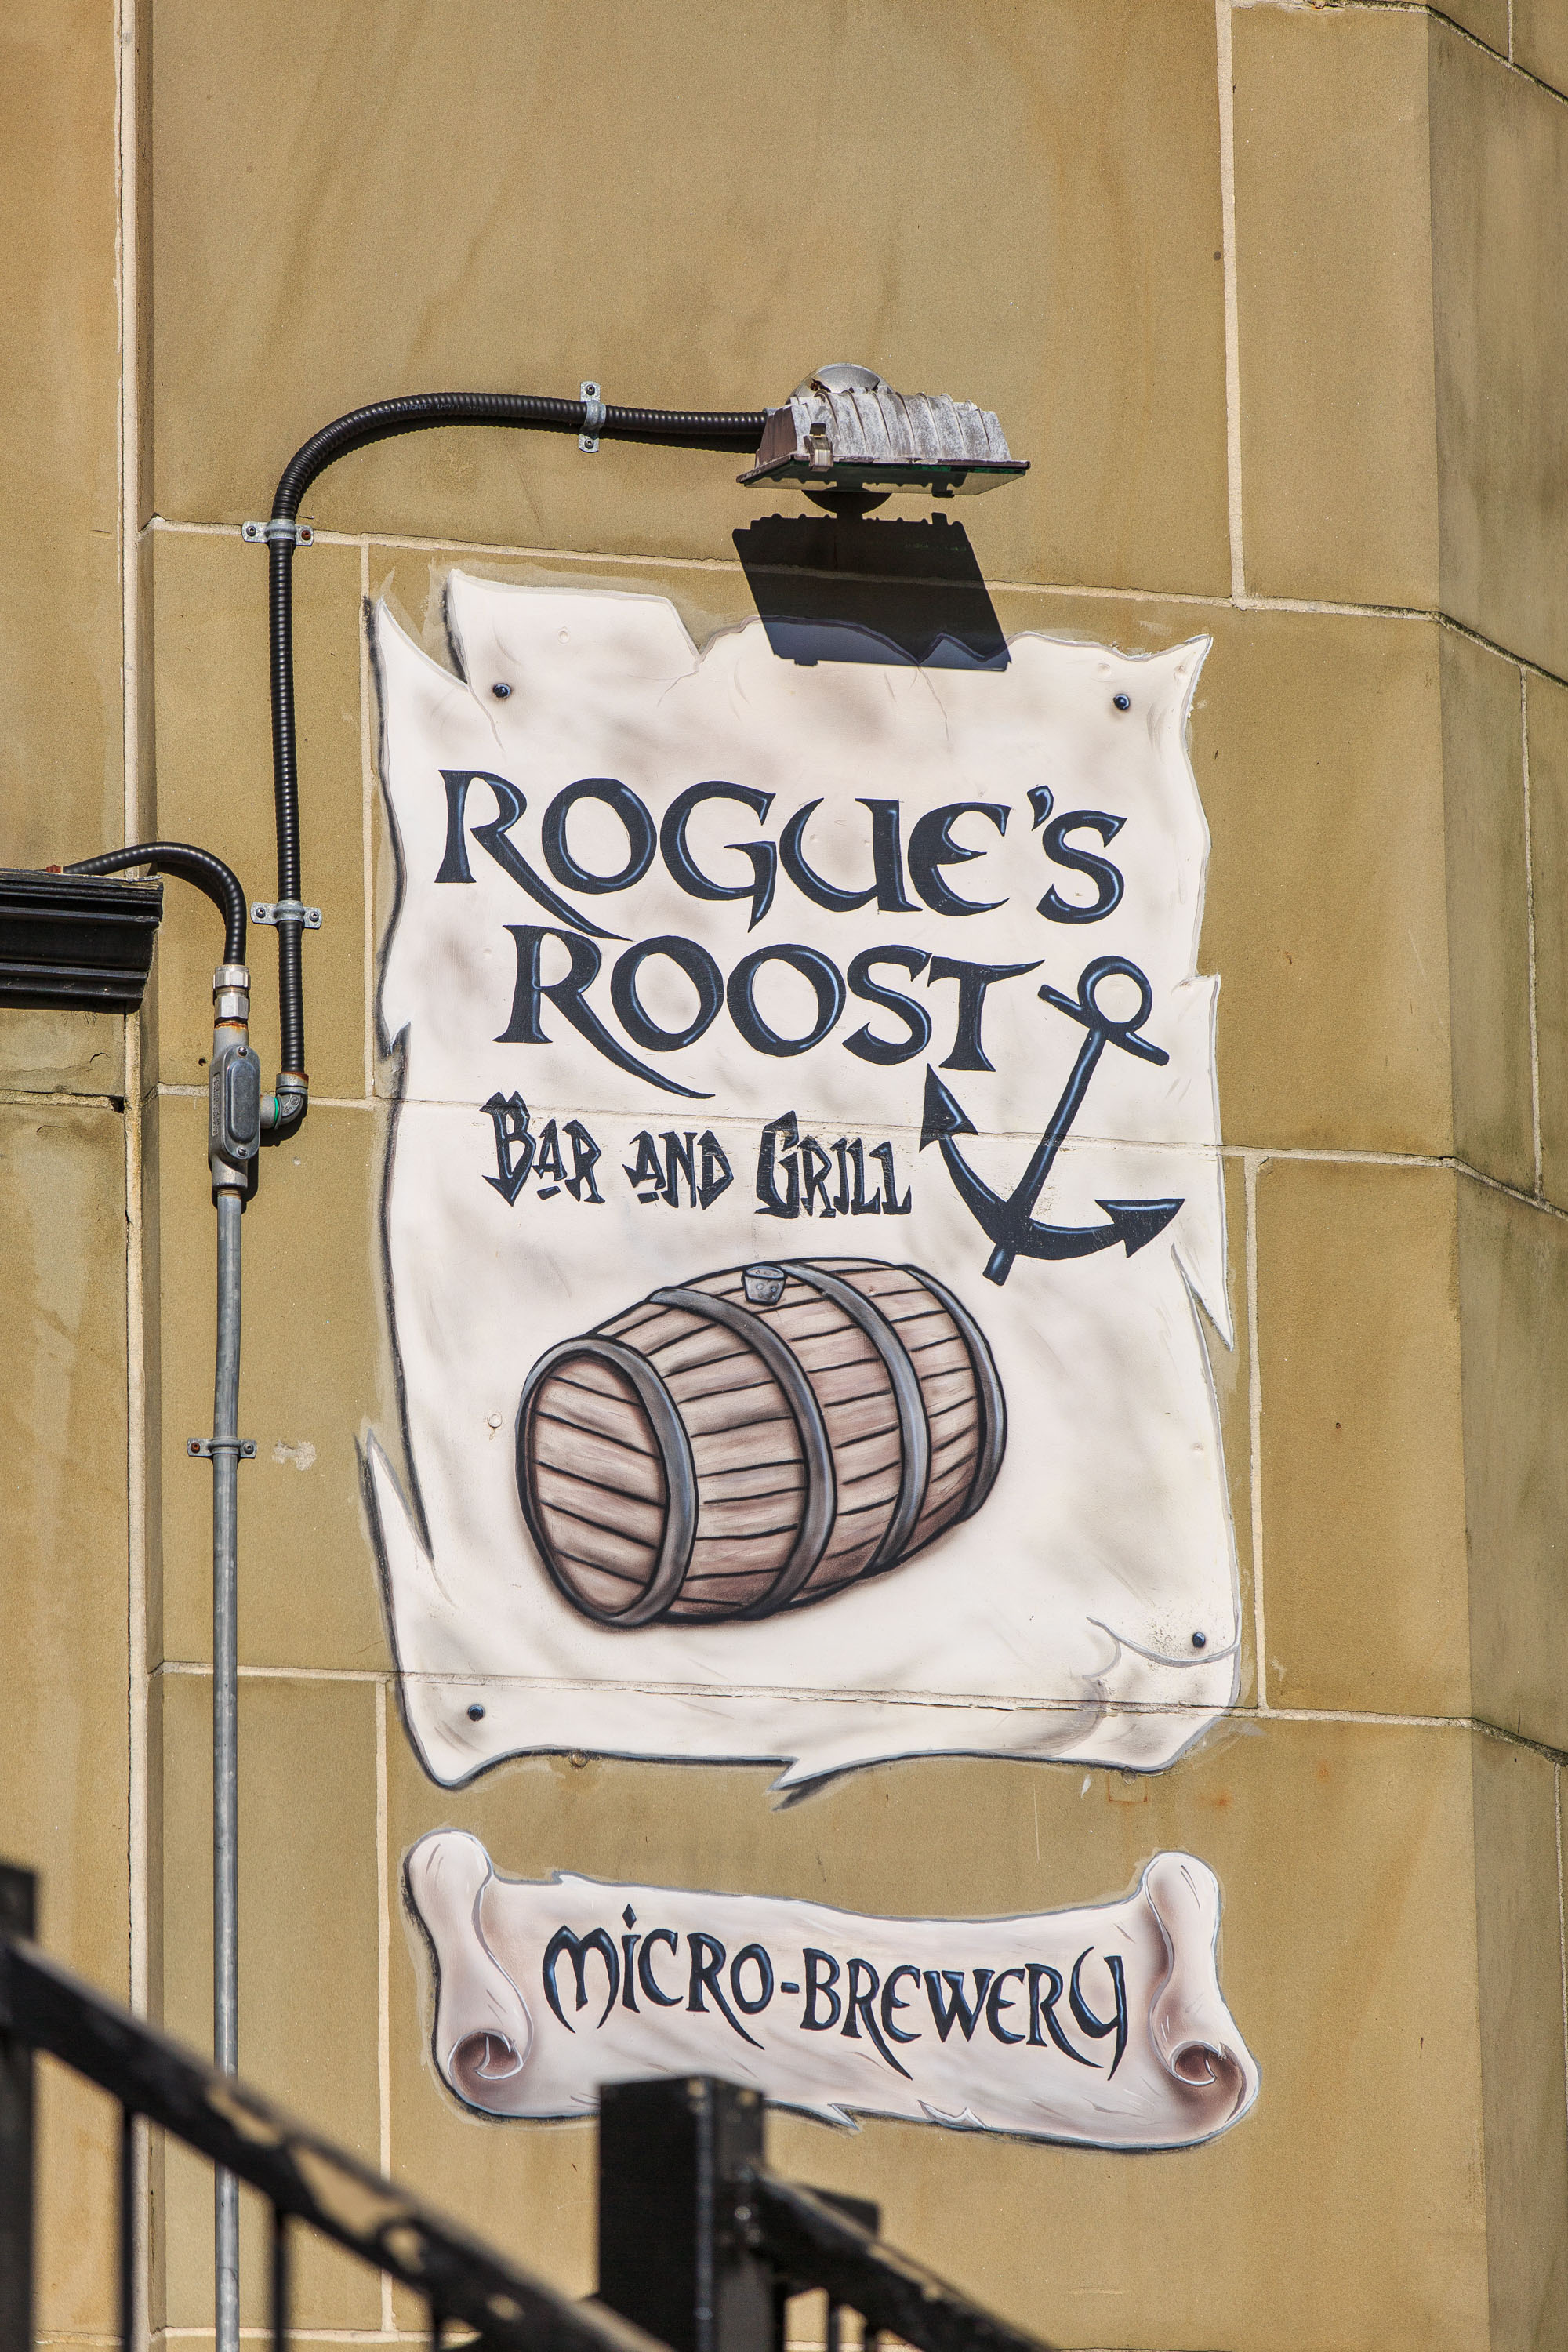 ROGUE'S
ROOST
BAR AND GRILL
MICRO-BREWERY